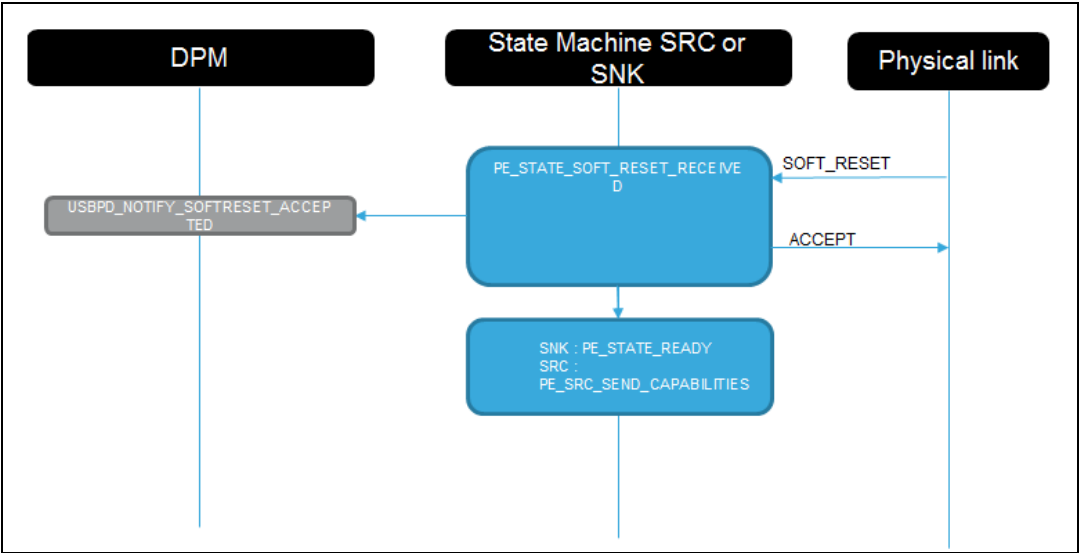 DPM
State Machine SRC or
SNK
Physical link
PE_STATE_SOFT_RESET_RECEIVE
D
SOFT_RESET
USBPD_NOTIFY_SOFTRESET_ACCEP
TED
ACCEPT
SNK : PE_STATE_READY
SRC :
PE_SRC_SEND_CAPABILITIES